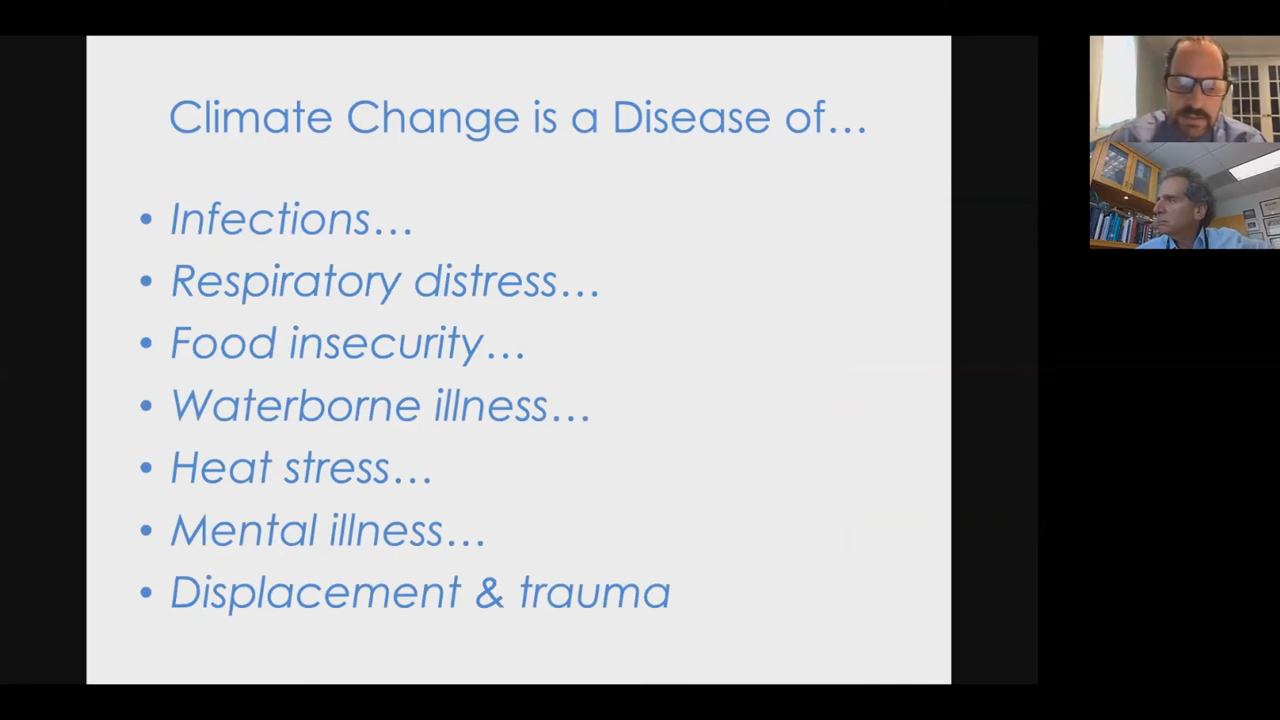 Climate Change is a Disease of…
• Infections…
• Respiratory distress…
• Food insecurity…
• Waterborne illness…
• Heat stress…
• Mental illness…
• Displacement & trauma